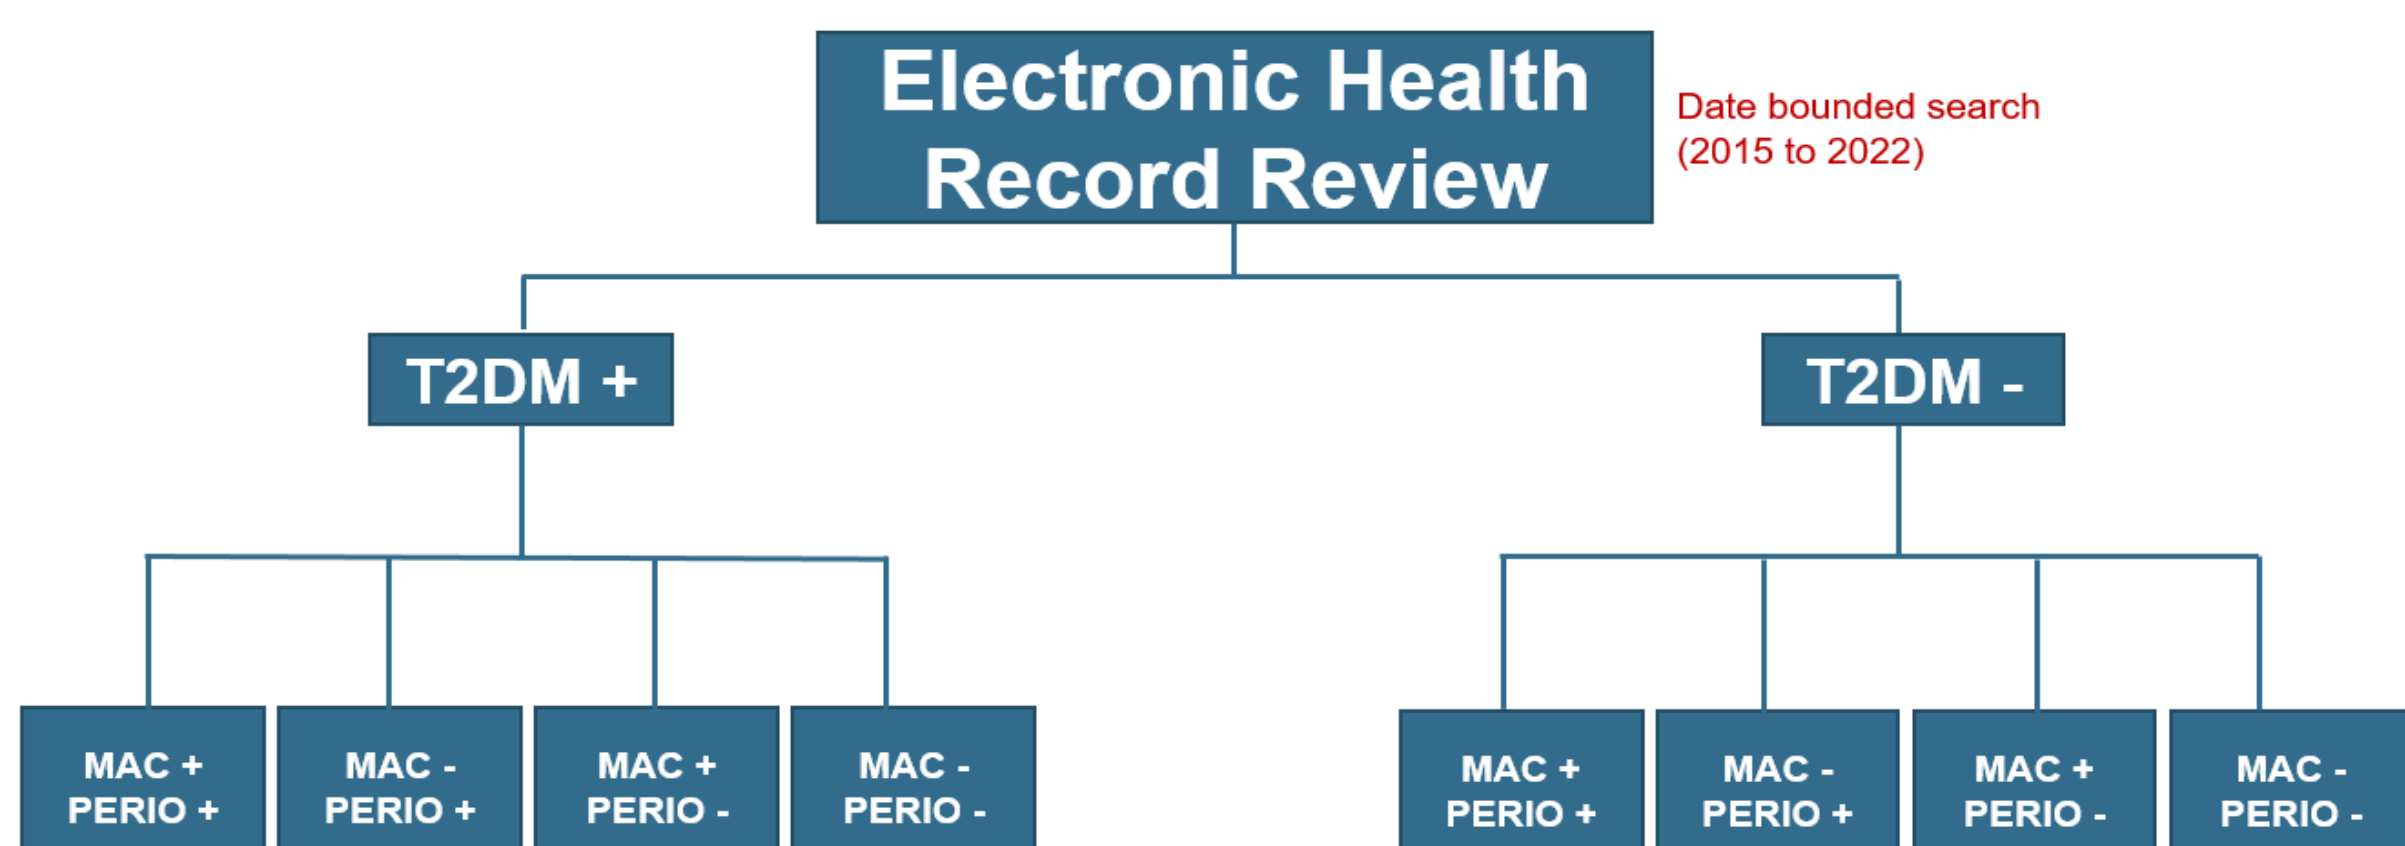 Electronic Health
Record Review
Date bounded search
(2015 to 2022)
T2DM +
T2DM -
MAC +
PERIO +
MAC -
PERIO +
MAC +
PERIO -
MAC -
PERIO -
MAC +
PERIO +
MAC -
PERIO +
MAC +
PERIO -
MAC -
PERIO -